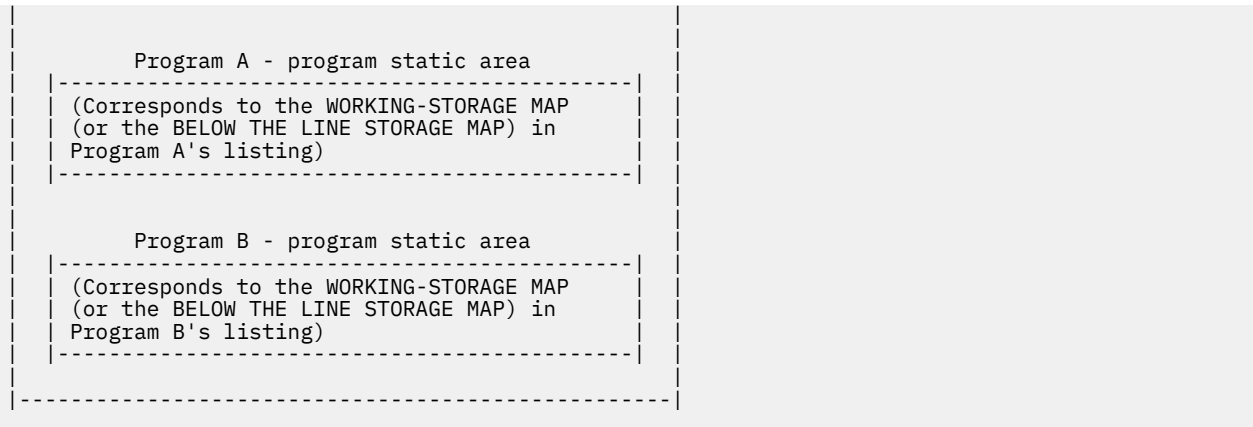 Program A - program static area
(Corresponds to the WORKING-STORAGE MAP
(or the BELOW THE LINE STORAGE MAP) in
Program A's listing)
Program B - program static area
(Corresponds to the WORKING-STORAGE MAP
(or the BELOW THE LINE STORAGE MAP) in
Program B's listing)